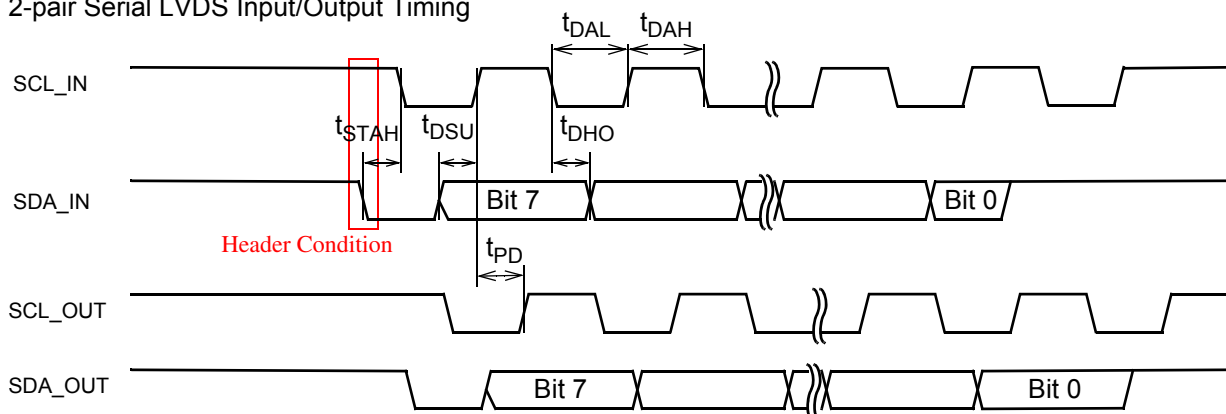 2-pair Serial LVDS Input/Output Timing
tDAL tDAH
SCL_IN
tSTAH tDSU tDHO
SDA_IN Bit 7 Bit 0
Header Condition
tPD
SCL_OUT
SDA_OUT Bit 7 Bit 0